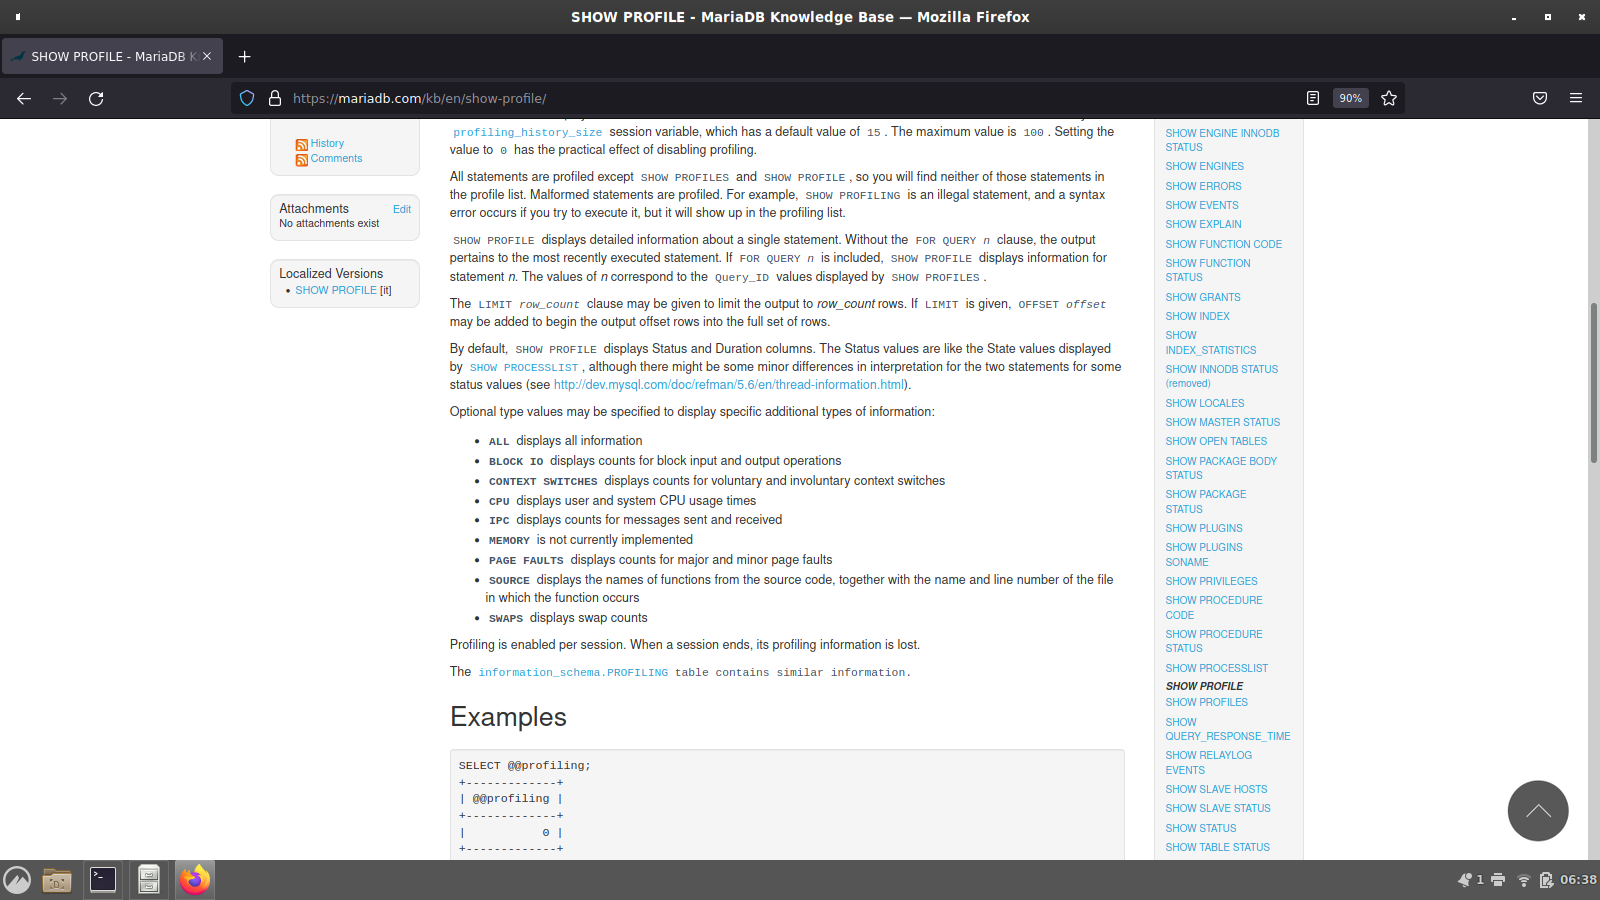 SHOW PROFILE - MariaDB Knowledge Base — Mozilla Firefox
SHOW PROFILE - MariaDB K
https://mariadb.com/kb/en/show-profile/
90%
History
Comments
Attachments Edit
No attachments exist
Localized Versions
• SHOW PROFILE [it]
profiling_history_size session variable, which has a default value of 15 . The maximum value is 100 . Setting the
value to 0 has the practical effect of disabling profiling.
All statements are profiled except SHOW PROFILES and SHOW PROFILE , so you will find neither of those statements in
the profile list. Malformed statements are profiled. For example, SHOW PROFILING is an illegal statement, and a syntax
error occurs if you try to execute it, but it will show up in the profiling list.
SHOW PROFILE displays detailed information about a single statement. Without the FOR QUERY n clause, the output
pertains to the most recently executed statement. If FOR QUERY n is included, SHOW PROFILE displays information for
statement n. The values of n correspond to the Query_ID values displayed by SHOW PROFILES .
The LIMIT row_count clause may be given to limit the output to row_count rows. If LIMIT is given, OFFSET offset
may be added to begin the output offset rows into the full set of rows.
By default, SHOW PROFILE displays Status and Duration columns. The Status values are like the State values displayed
by SHOW PROCESSLIST , although there might be some minor differences in interpretation for the two statements for some
status values (see http://dev.mysql.com/doc/refman/5.6/en/thread-information.html).
Optional type values may be specified to display specific additional types of information:
• ALL displays all information
• BLOCK IO displays counts for block input and output operations
• CONTEXT SWITCHES displays counts for voluntary and involuntary context switches
• CPU displays user and system CPU usage times
• IPC displays counts for messages sent and received
• MEMORY is not currently implemented
• PAGE FAULTS displays counts for major and minor page faults
• SOURCE displays the names of functions from the source code, together with the name and line number of the file
in which the function occurs
• SWAPS displays swap counts
Profiling is enabled per session. When a session ends, its profiling information is lost.
The information_schema.PROFILING table contains similar information.
Examples
SELECT @@profiling;
+-------------+
| @@profiling |
+-------------+
|           0 |
+-------------+
SHOW ENGINE INNODB
STATUS
SHOW ENGINES
SHOW ERRORS
SHOW EVENTS
SHOW EXPLAIN
SHOW FUNCTION CODE
SHOW FUNCTION
STATUS
SHOW GRANTS
SHOW INDEX
SHOW
INDEX_STATISTICS
SHOW INNODB STATUS
(removed)
SHOW LOCALES
SHOW MASTER STATUS
SHOW OPEN TABLES
SHOW PACKAGE BODY
STATUS
SHOW PACKAGE
STATUS
SHOW PLUGINS
SHOW PLUGINS
SONAME
SHOW PRIVILEGES
SHOW PROCEDURE
CODE
SHOW PROCEDURE
STATUS
SHOW PROCESSLIST
SHOW PROFILE
SHOW PROFILES
SHOW
QUERY_RESPONSE_TIME
SHOW RELAYLOG
EVENTS
SHOW SLAVE HOSTS
SHOW SLAVE STATUS
SHOW STATUS
SHOW TABLE STATUS
1
06:38